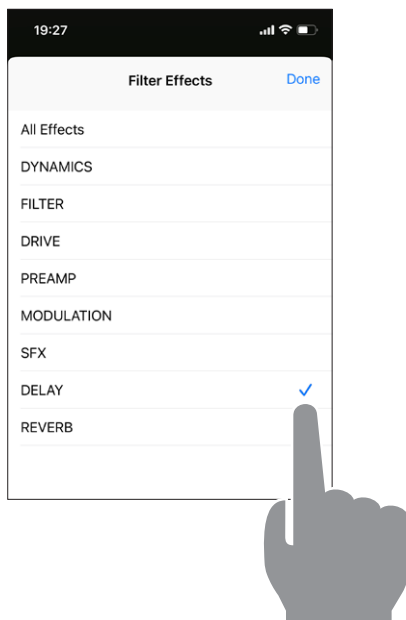 19:27
Filter Effects Done
All Effects
DYNAMICS
FILTER
DRIVE
PREAMP
MODULATION
SFX
DELAY
REVERB